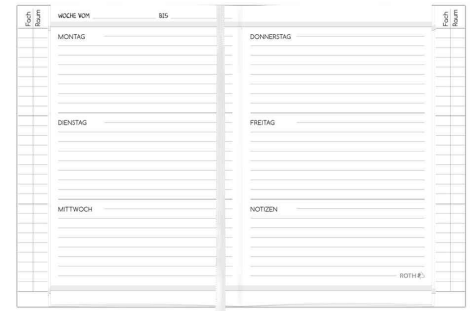 Fach
Raum
WOCHE VOM BIS
MONTAG
DIENSTAG
MITTWOCH
DONNERSTAG
FREITAG
NOTIZEN
ROTH
Fach
Raum